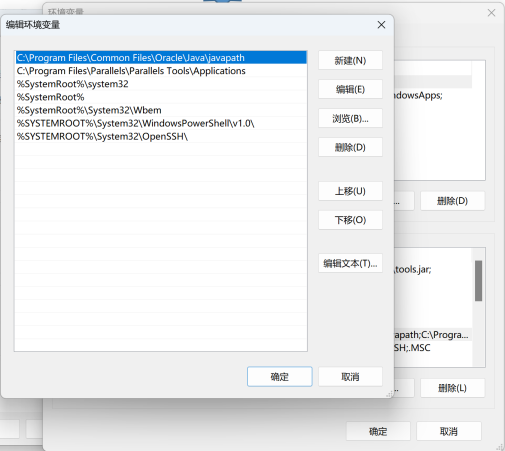 环境变量
编辑环境变量
C:\Program Files\Common Files\Oracle\Java\javapath
C:\Program Files\Parallels\Parallels Tools\Applications
%SystemRoot%\system32
%SystemRoot%
%SystemRoot%\System32\Wbem
%SYSTEMROOT%\System32\WindowsPowerShell\v1.0\
%SYSTEMROOT%\System32\OpenSSH\
新建(N)
编辑(E)
浏览(B)...
删除(D)
上移(U)
下移(O)
编辑文本(T)...
确定
取消
ndowsApps;
... 删除(D)
\tools.jar;
apath;C:\Progra...
SH;.MSC
... 删除(L)
确定
取消